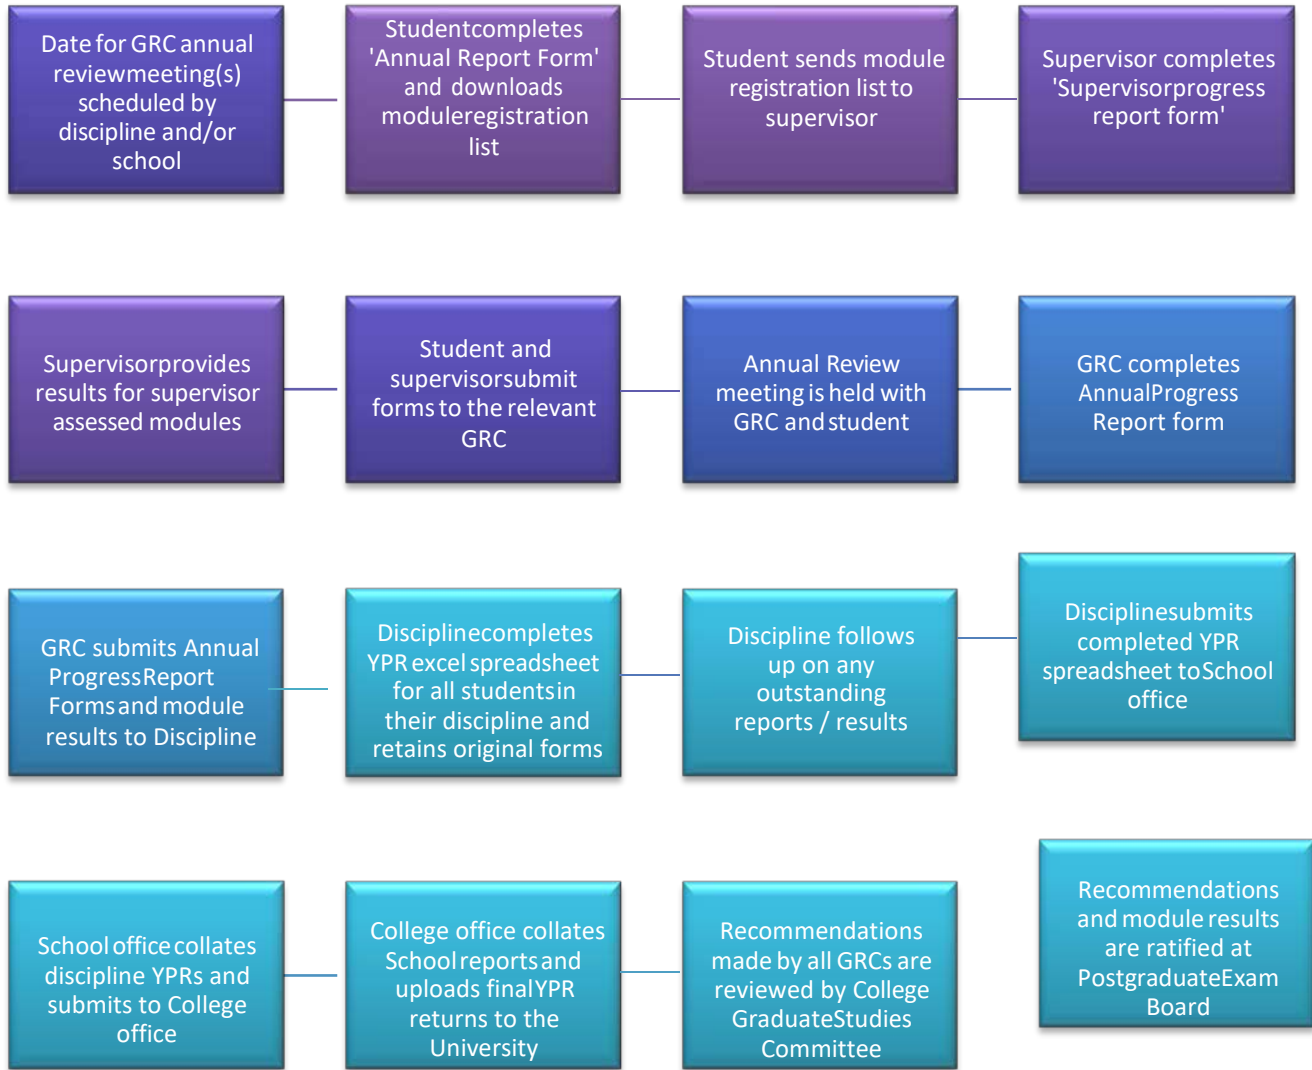 Date for GRC annual
reviewmeeting(s)
scheduled by
discipline and/or
school
Studentcompletes
'Annual Report Form'
and downloads
moduleregistration
list
Student sends module
registration list to
supervisor
Supervisor completes
'Supervisorprogress
report form'
Supervisorprovides
results for supervisor
assessed modules
Student and
supervisorsubmit
forms to the relevant
GRC
Annual Review
meeting is held with
GRC and student
GRC completes
AnnualProgress
Report form
GRC submits Annual
ProgressReport
Forms and module
results to Discipline
Disciplinecompletes
YPR excel spreadsheet
for all studentsin
their discipline and
retains original forms
Discipline follows
up on any
outstanding
reports / results
Disciplinesubmits
completed YPR
spreadsheet toSchool
office
School office collates
discipline YPRs and
submits to College
office
College office collates
School reports and
uploads finalYPR
returns to the
University
Recommendations
made by all GRCs are
reviewed by College
GraduateStudies
Committee
Recommendations
and module results
are ratified at
PostgraduateExam
Board